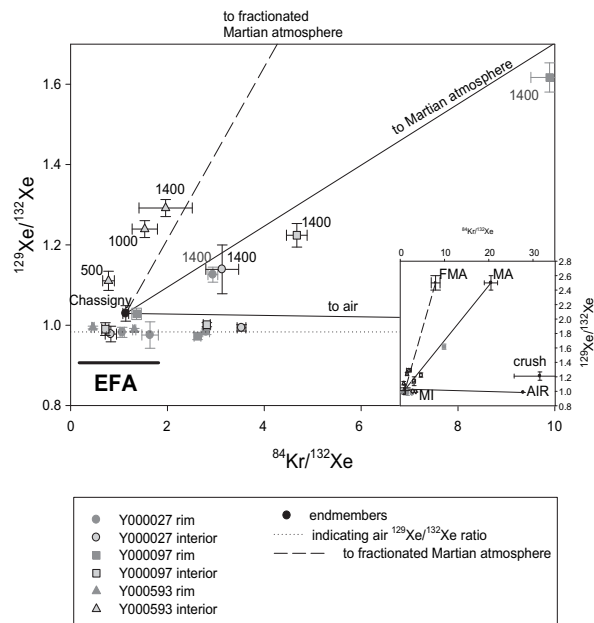 to fractionated
Martian atmosphere
1.6
1.4
1.2
1.0
0.8
129Xe/132Xe
0
2
4
6
8
10
84Kr/132Xe
to Martian atmosphere
1400
1400
1000
500
1400
1400
1400
Chassigny
to air
EFA
84Kr/132Xe
0
10
20
30
2.8
2.6
2.4
2.2
2.0
1.8
1.6
1.4
1.2
1.0
0.8
129Xe/132Xe
FMA
MA
crush
MI
AIR
Y000027 rim
Y000027 interior
Y000097 rim
Y000097 interior
Y000593 rim
Y000593 interior
endmembers
indicating air 129Xe/132Xe ratio
to fractionated Martian atmosphere